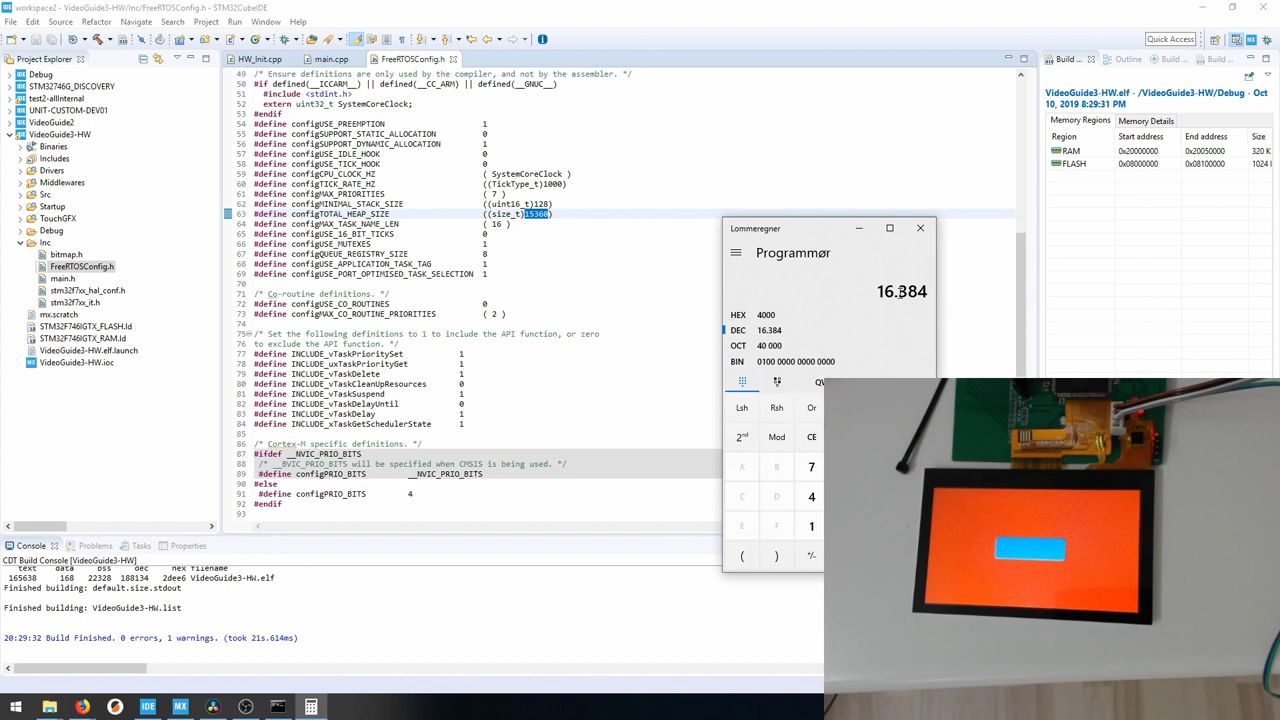 workspace2 - VideoGuide3-HW/Inc/FreeRTOSConfig.h - STM32CubeIDE
File Edit Source Refactor Navigate Search Project Run Window Help
Quick Access
Project Explorer
HW_Init.cpp
main.cpp
FreeRTOSConfig.h
Build...
Outline
Build...
Build...
Debug
STM32746G_DISCOVERY
test2-allInternal
UNIT-CUSTOM-DEV01
VideoGuide2
VideoGuide3-HW
Binaries
Includes
Drivers
Middlewares
Src
Startup
TouchGFX
Debug
Inc
bitmap.h
FreeRTOSConfig.h
main.h
stm32f7xx_hal_conf.h
stm32f7xx_it.h
mx.scratch
STM32F746IGTX_FLASH.ld
STM32F746IGTX_RAM.ld
VideoGuide3-HW.elf.launch
VideoGuide3-HW.ioc
49 /* Ensure definitions are only used by the compiler, and not by the assembler. */
50 #if defined(__ICCARM__) || defined(__CC_ARM) || defined(__GNUC__)
51 #include <stdint.h>
52 extern uint32_t SystemCoreClock;
53 #endif
54 #define configUSE_PREEMPTION 1
55 #define configSUPPORT_STATIC_ALLOCATION 0
56 #define configSUPPORT_DYNAMIC_ALLOCATION 1
57 #define configUSE_IDLE_HOOK 0
58 #define configUSE_TICK_HOOK 0
59 #define configCPU_CLOCK_HZ ( SystemCoreClock )
60 #define configTICK_RATE_HZ ((TickType_t)1000)
61 #define configMAX_PRIORITIES ( 7 )
62 #define configMINIMAL_STACK_SIZE ((uint16_t)128)
63 #define configTOTAL_HEAP_SIZE ((size_t)15360)
64 #define configMAX_TASK_NAME_LEN ( 16 )
65 #define configUSE_16_BIT_TICKS 0
66 #define configUSE_MUTEXES 1
67 #define configQUEUE_REGISTRY_SIZE 8
68 #define configUSE_APPLICATION_TASK_TAG 1
69 #define configUSE_PORT_OPTIMISED_TASK_SELECTION 1
70
71 /* Co-routine definitions. */
72 #define configUSE_CO_ROUTINES 0
73 #define configMAX_CO_ROUTINE_PRIORITIES ( 2 )
74
75 /* Set the following definitions to 1 to include the API function, or zero
76 to exclude the API function. */
77 #define INCLUDE_vTaskPrioritySet 1
78 #define INCLUDE_uxTaskPriorityGet 1
79 #define INCLUDE_vTaskDelete 1
80 #define INCLUDE_vTaskCleanUpResources 0
81 #define INCLUDE_vTaskSuspend 1
82 #define INCLUDE_vTaskDelayUntil 0
83 #define INCLUDE_vTaskDelay 1
84 #define INCLUDE_xTaskGetSchedulerState 1
85
86 /* Cortex-M specific definitions. */
87 #ifdef __NVIC_PRIO_BITS
88 /* __BVIC_PRIO_BITS will be specified when CMSIS is being used. */
89 #define configPRIO_BITS __NVIC_PRIO_BITS
90 #else
91 #define configPRIO_BITS 4
92 #endif
93
VideoGuide3-HW.elf - /VideoGuide3-HW/Debug - Oct
10, 2019 8:29:31 PM
Memory Regions Memory Details
Region Start address End address Size
RAM 0x20000000 0x20050000 320 K
FLASH 0x08000000 0x08100000 1024
Lommeregner
Programmør
16.384
HEX 4000
DEC 16.384
OCT 40 000
BIN 0100 0000 0000 0000
Lsh Rsh Or
2nd Mod CE
A B 7
C D 4
E F 1
( ) +/-
Console Problems Tasks Properties
CDT Build Console [VideoGuide3-HW]
text data bss dec hex filename
165638 168 22328 188134 2dee6 VideoGuide3-HW.elf
Finished building: default.size.stdout
Finished building: VideoGuide3-HW.list
20:29:32 Build Finished. 0 errors, 1 warnings. (took 21s.614ms)
IDE
MX